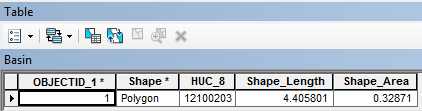 Table
Basin
OBJECTID_1 * Shape * HUC_8 Shape_Length Shape_Area
1 Polygon 12100203 4.405801 0.32871